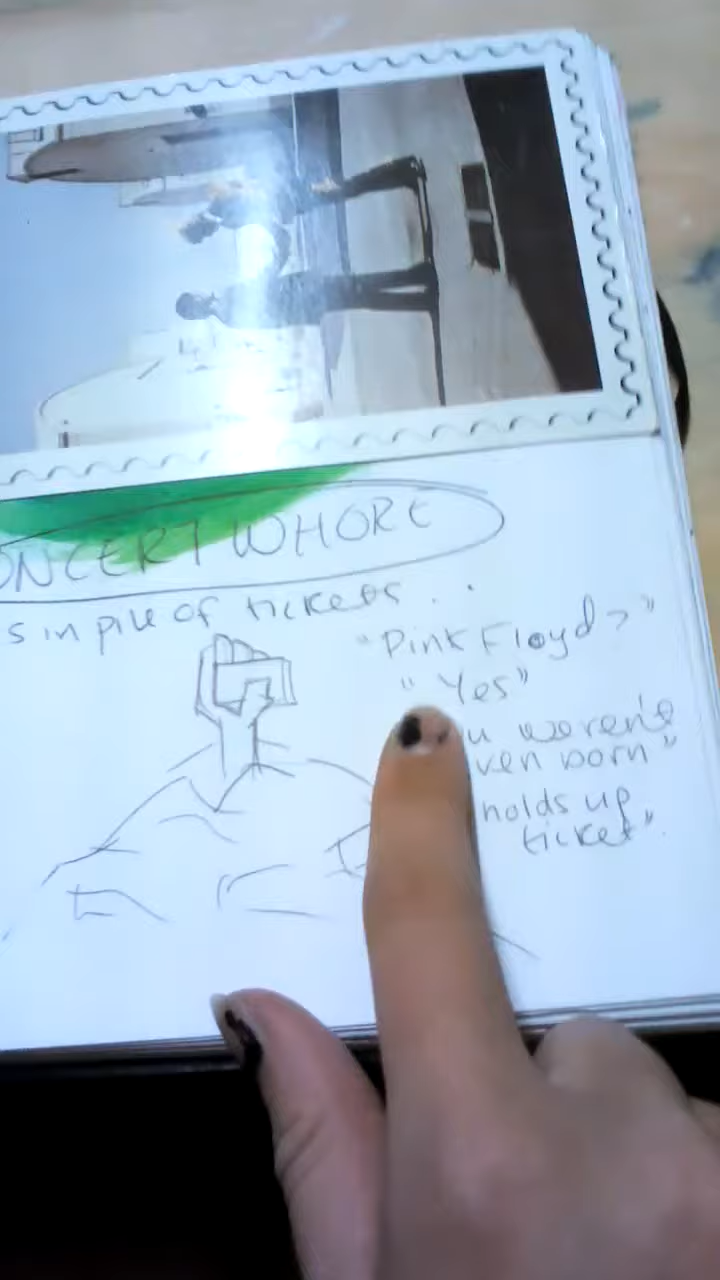 ONCERT WHORE
s in pile of tickets...
"Pink Floyd?"
"Yes"
u weren't
ven born"
holds up
ticket".